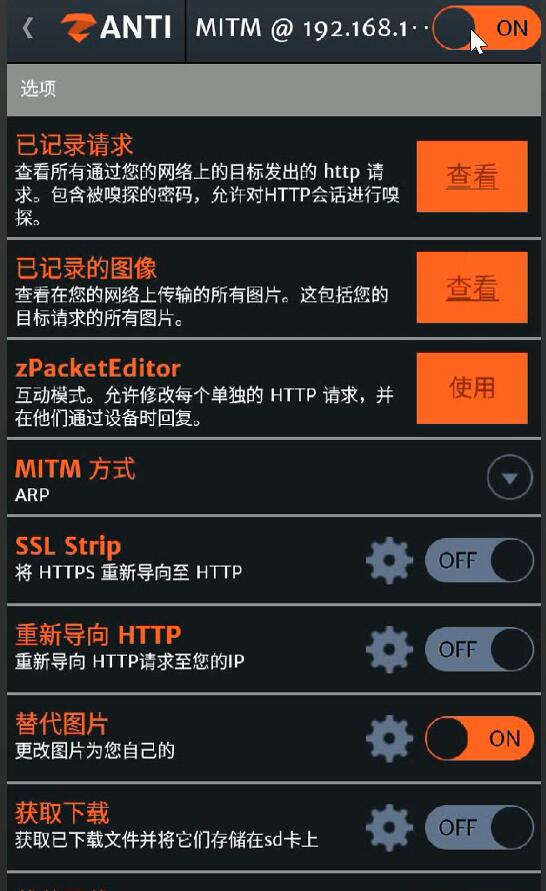 ANTI MITM @ 192.168.1·· ON
选项
已记录请求
查看所有通过您的网络上的目标发出的 http 请
求。包含被嗅探的密码，允许对HTTP会话进行嗅
探。
查看
已记录的图像
查看在您的网络上传输的所有图片。这包括您的
目标请求的所有图片。
查看
zPacketEditor
互动模式。允许修改每个单独的 HTTP 请求，并
在他们通过设备时回复。
使用
MITM 方式
ARP
SSL Strip
将 HTTPS 重新导向至 HTTP
OFF
重新导向 HTTP
重新导向 HTTP请求至您的IP
OFF
替代图片
更改图片为您自己的
ON
获取下载
获取已下载文件并将它们存储在sd卡上
OFF